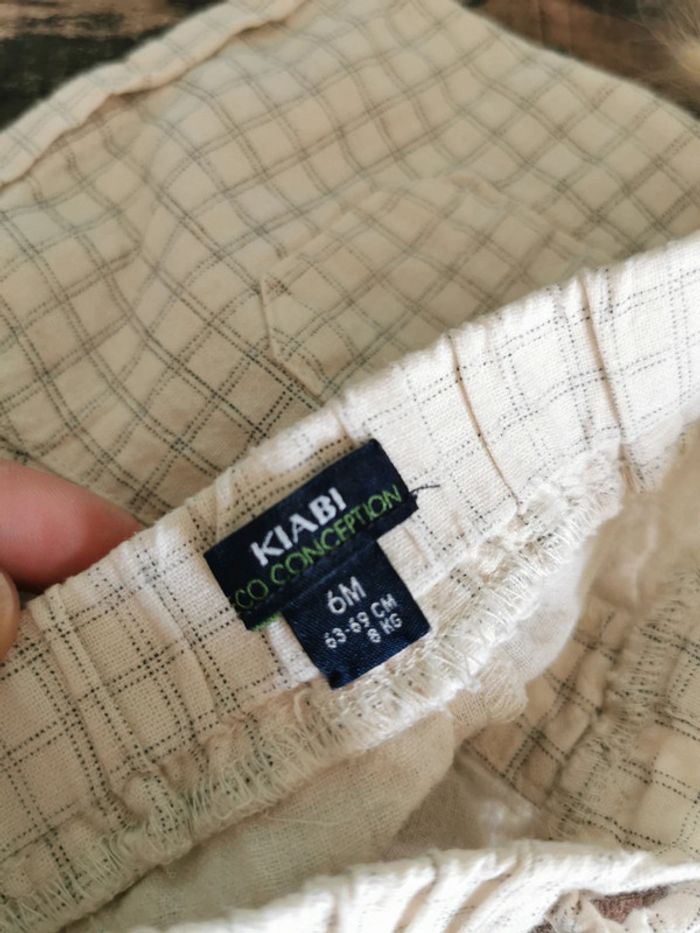 KIABI
CO CONCEPTION
6M
63-69 CM
8 KG